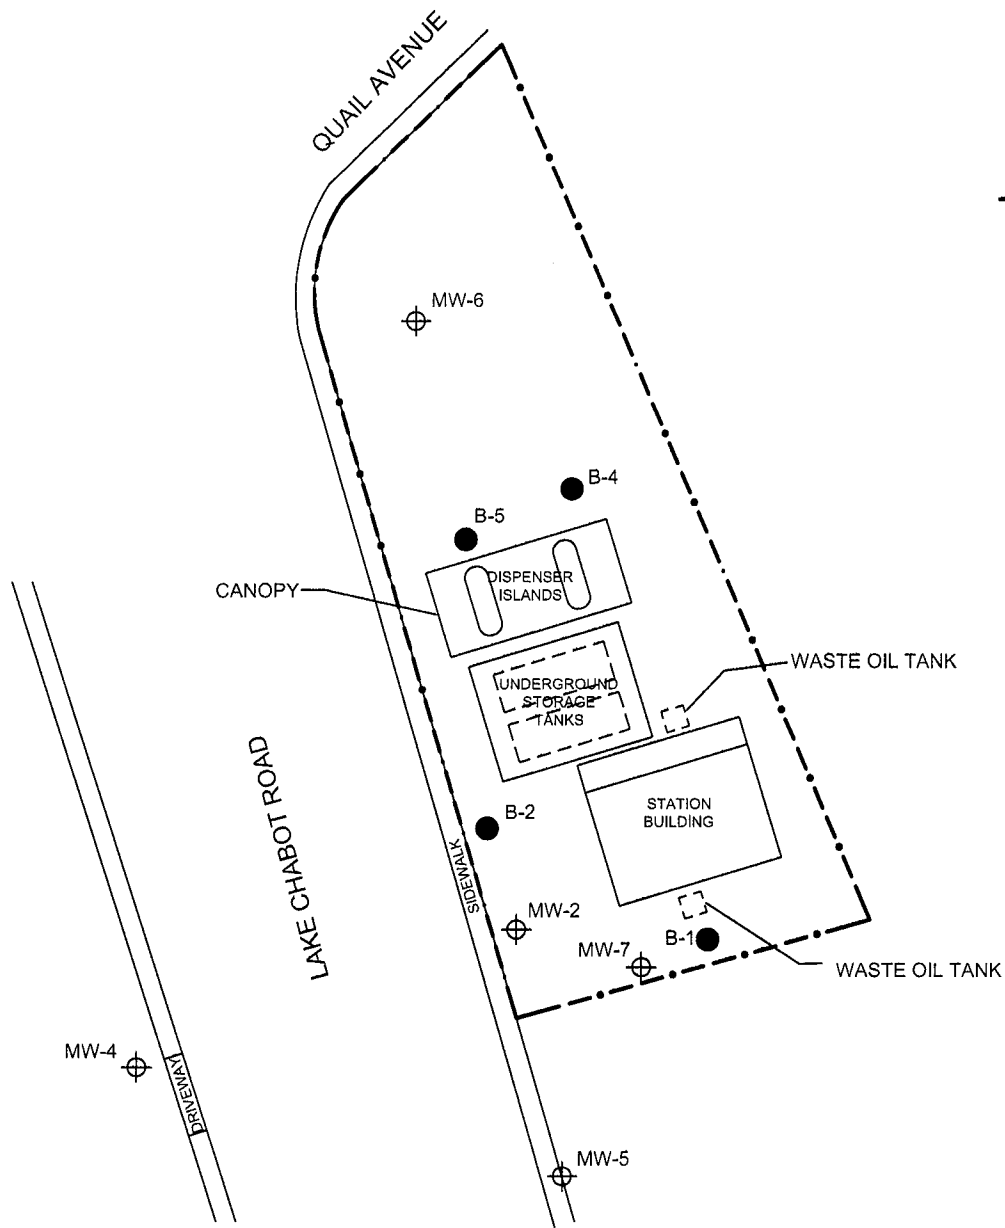 QUAIL AVENUE
MW-6
B-4
B-5
DISPENSER
ISLANDS
CANOPY
WASTE OIL TANK
UNDERGROUND
STORAGE
TANKS
STATION
BUILDING
B-2
LAKE CHABOT ROAD
SIDEWALK
MW-2
B-1
MW-7
WASTE OIL TANK
MW-4
DRIVEWAY
MW-5